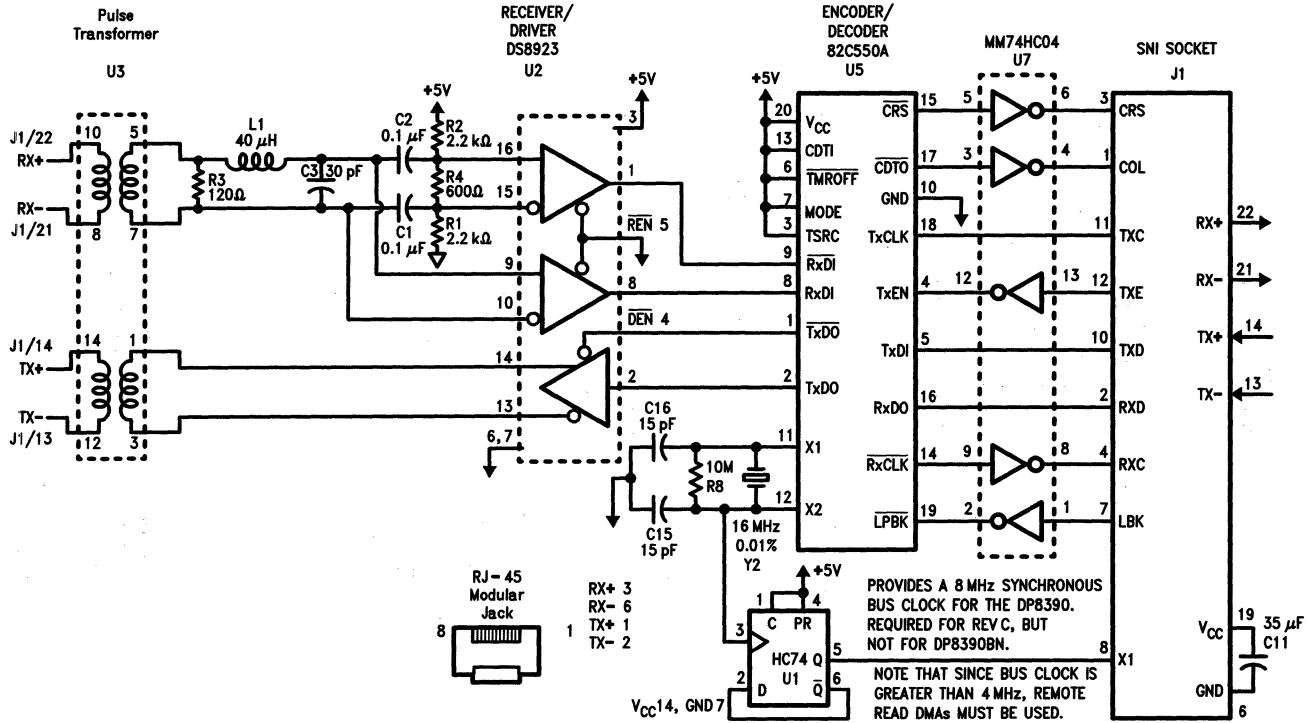 Pulse
Transformer
U3
RECEIVER/
DRIVER
DS8923
U2
ENCODER/
DECODER
82C550A
U5
MM74HC04
U7
SNI SOCKET
J1
J1/22
RX+
RX-
J1/21
10
8
5
7
L1
40 μH
R3
120Ω
C3
30 pF
C2
0.1 μF
C1
0.1 μF
+5V
R2
2.2 kΩ
R4
600Ω
R1
2.2 kΩ
+5V
3
16
15
1
REN 5
9
10
8
DEN 4
14
13
2
6,7
J1/14
TX+
TX-
J1/13
14
12
1
3
+5V
20 VCC
13 CDTI
6 TMROFF
7 MODE
3 TSRC
9 RxDI
8 RxDI
1 TxDO
2 TxDO
11 X1
12 X2
CRS 15
CDTO 17
GND 10
TxCLK 18
TxEN 4
TxDI 5
RxDO 16
RxCLK 14
LPBK 19
5 6
3 4
12 13
9 8
2 1
3 CRS
1 COL
11 TXC
12 TXE
10 TXD
2 RXD
4 RXC
7 LBK
8 X1
RX+ 22
RX- 21
TX+ 14
TX- 13
VCC 19
35 μF
C11
GND
6
C16
15 pF
10M
R8
C15
15 pF
16 MHz
0.01%
Y2
RJ-45
Modular
Jack
8 1
RX+ 3
RX- 6
TX+ 1
TX- 2
+5V
1 4
C PR
3
HC74 Q 5
U1
2 D Q 6
VCC14, GND 7
PROVIDES A 8 MHz SYNCHRONOUS
BUS CLOCK FOR THE DP8390.
REQUIRED FOR REV C, BUT
NOT FOR DP8390BN.
NOTE THAT SINCE BUS CLOCK IS
GREATER THAN 4 MHz, REMOTE
READ DMAs MUST BE USED.